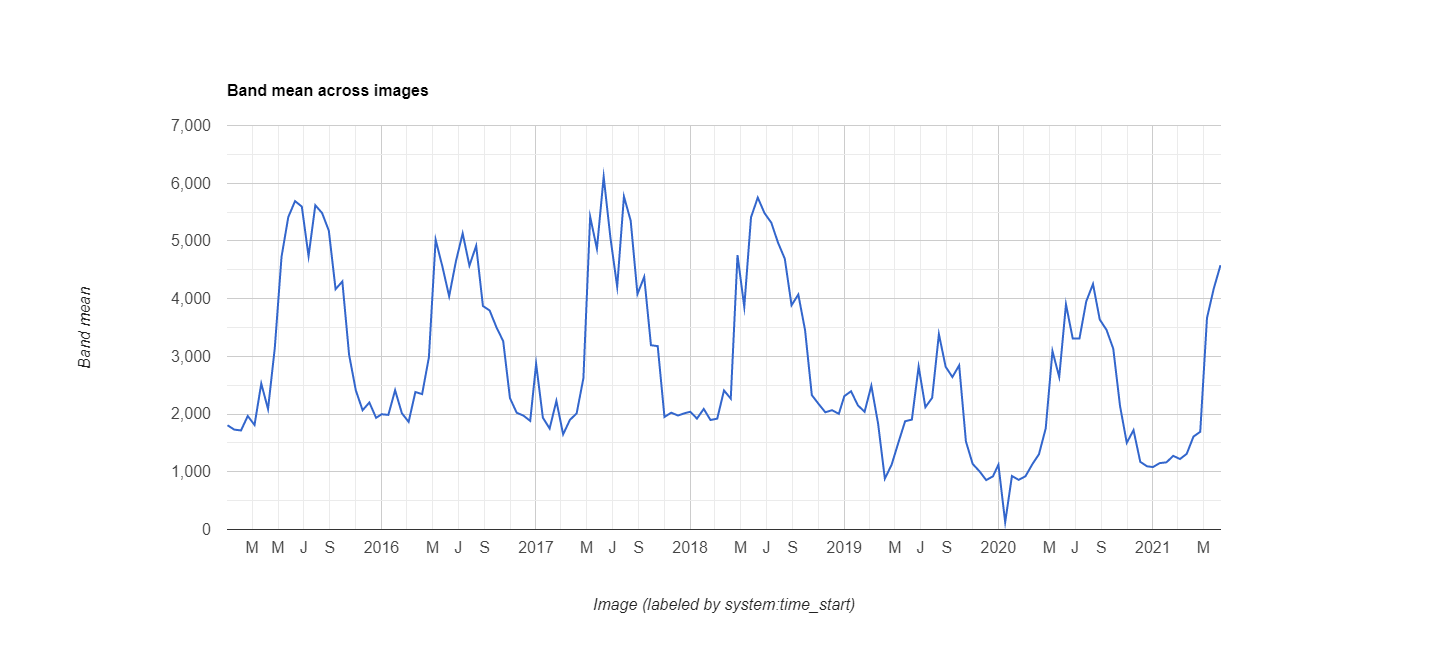 Band mean across images
7,000
6,000
5,000
4,000
3,000
2,000
1,000
0
Band mean
M M J S 2016 M J S 2017 M J S 2018 M J S 2019 M J S 2020 M J S 2021 M
Image (labeled by system:time_start)